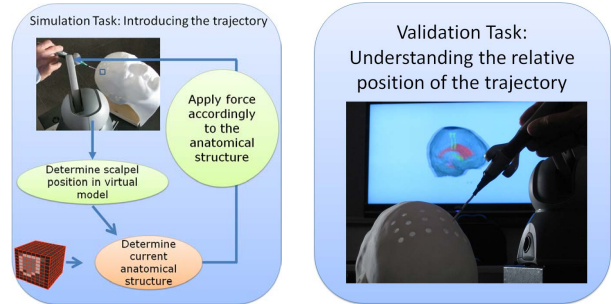 Simulation Task: Introducing the trajectory
Apply force
accordingly
to the
anatomical
structure
Determine scalpel
position in virtual
model
Determine
current
anatomical
structure
Validation Task:
Understanding the relative
position of the trajectory